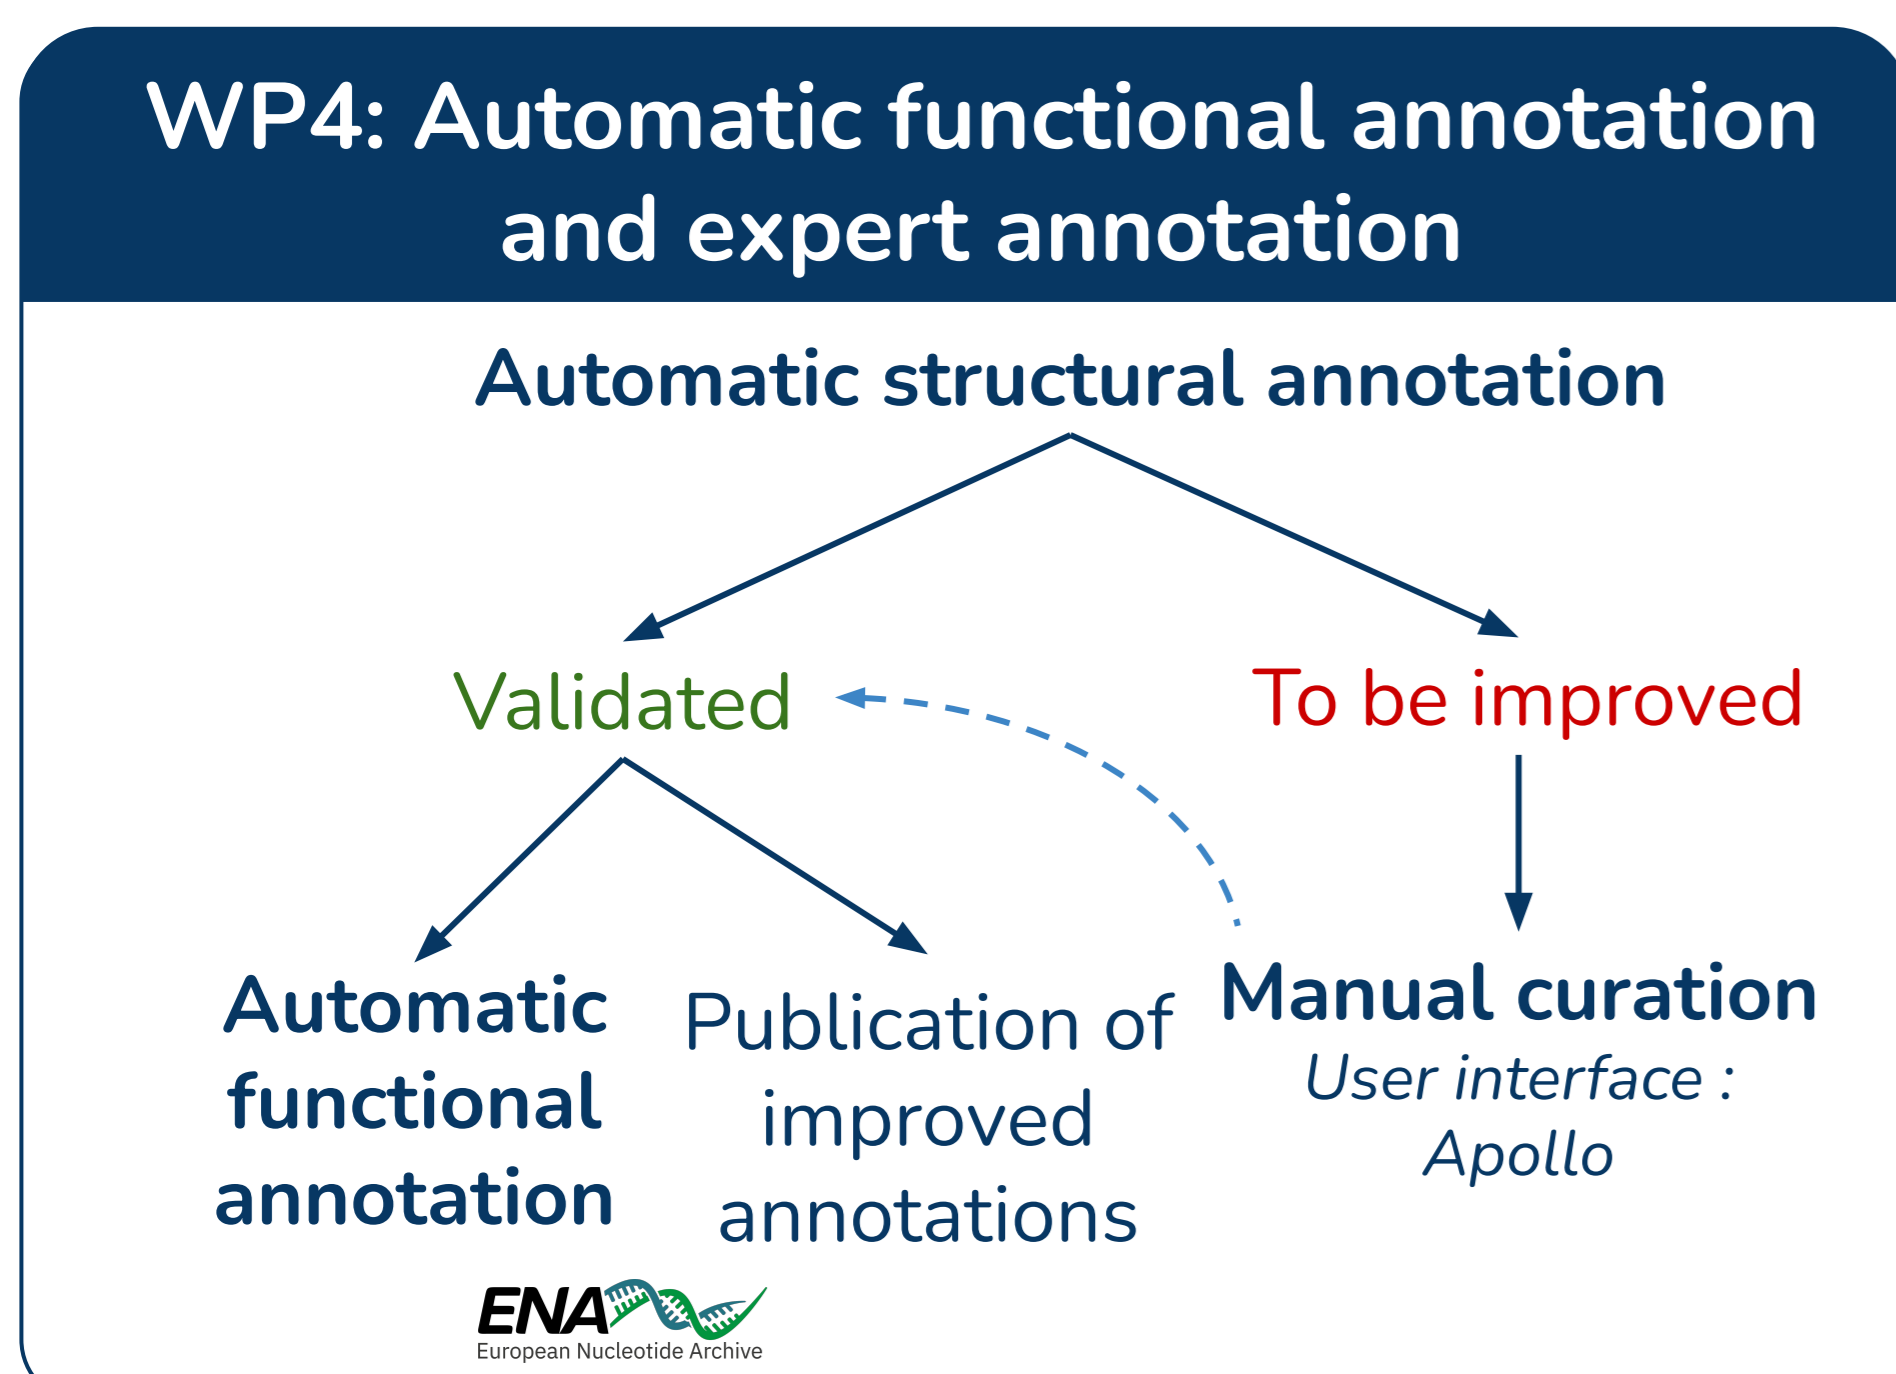 WP4: Automatic functional annotation
and expert annotation
Automatic structural annotation
Validated
To be improved
Automatic
functional
annotation
Publication of
improved
annotations
Manual curation
User interface :
Apollo
ENA
European Nucleotide Archive